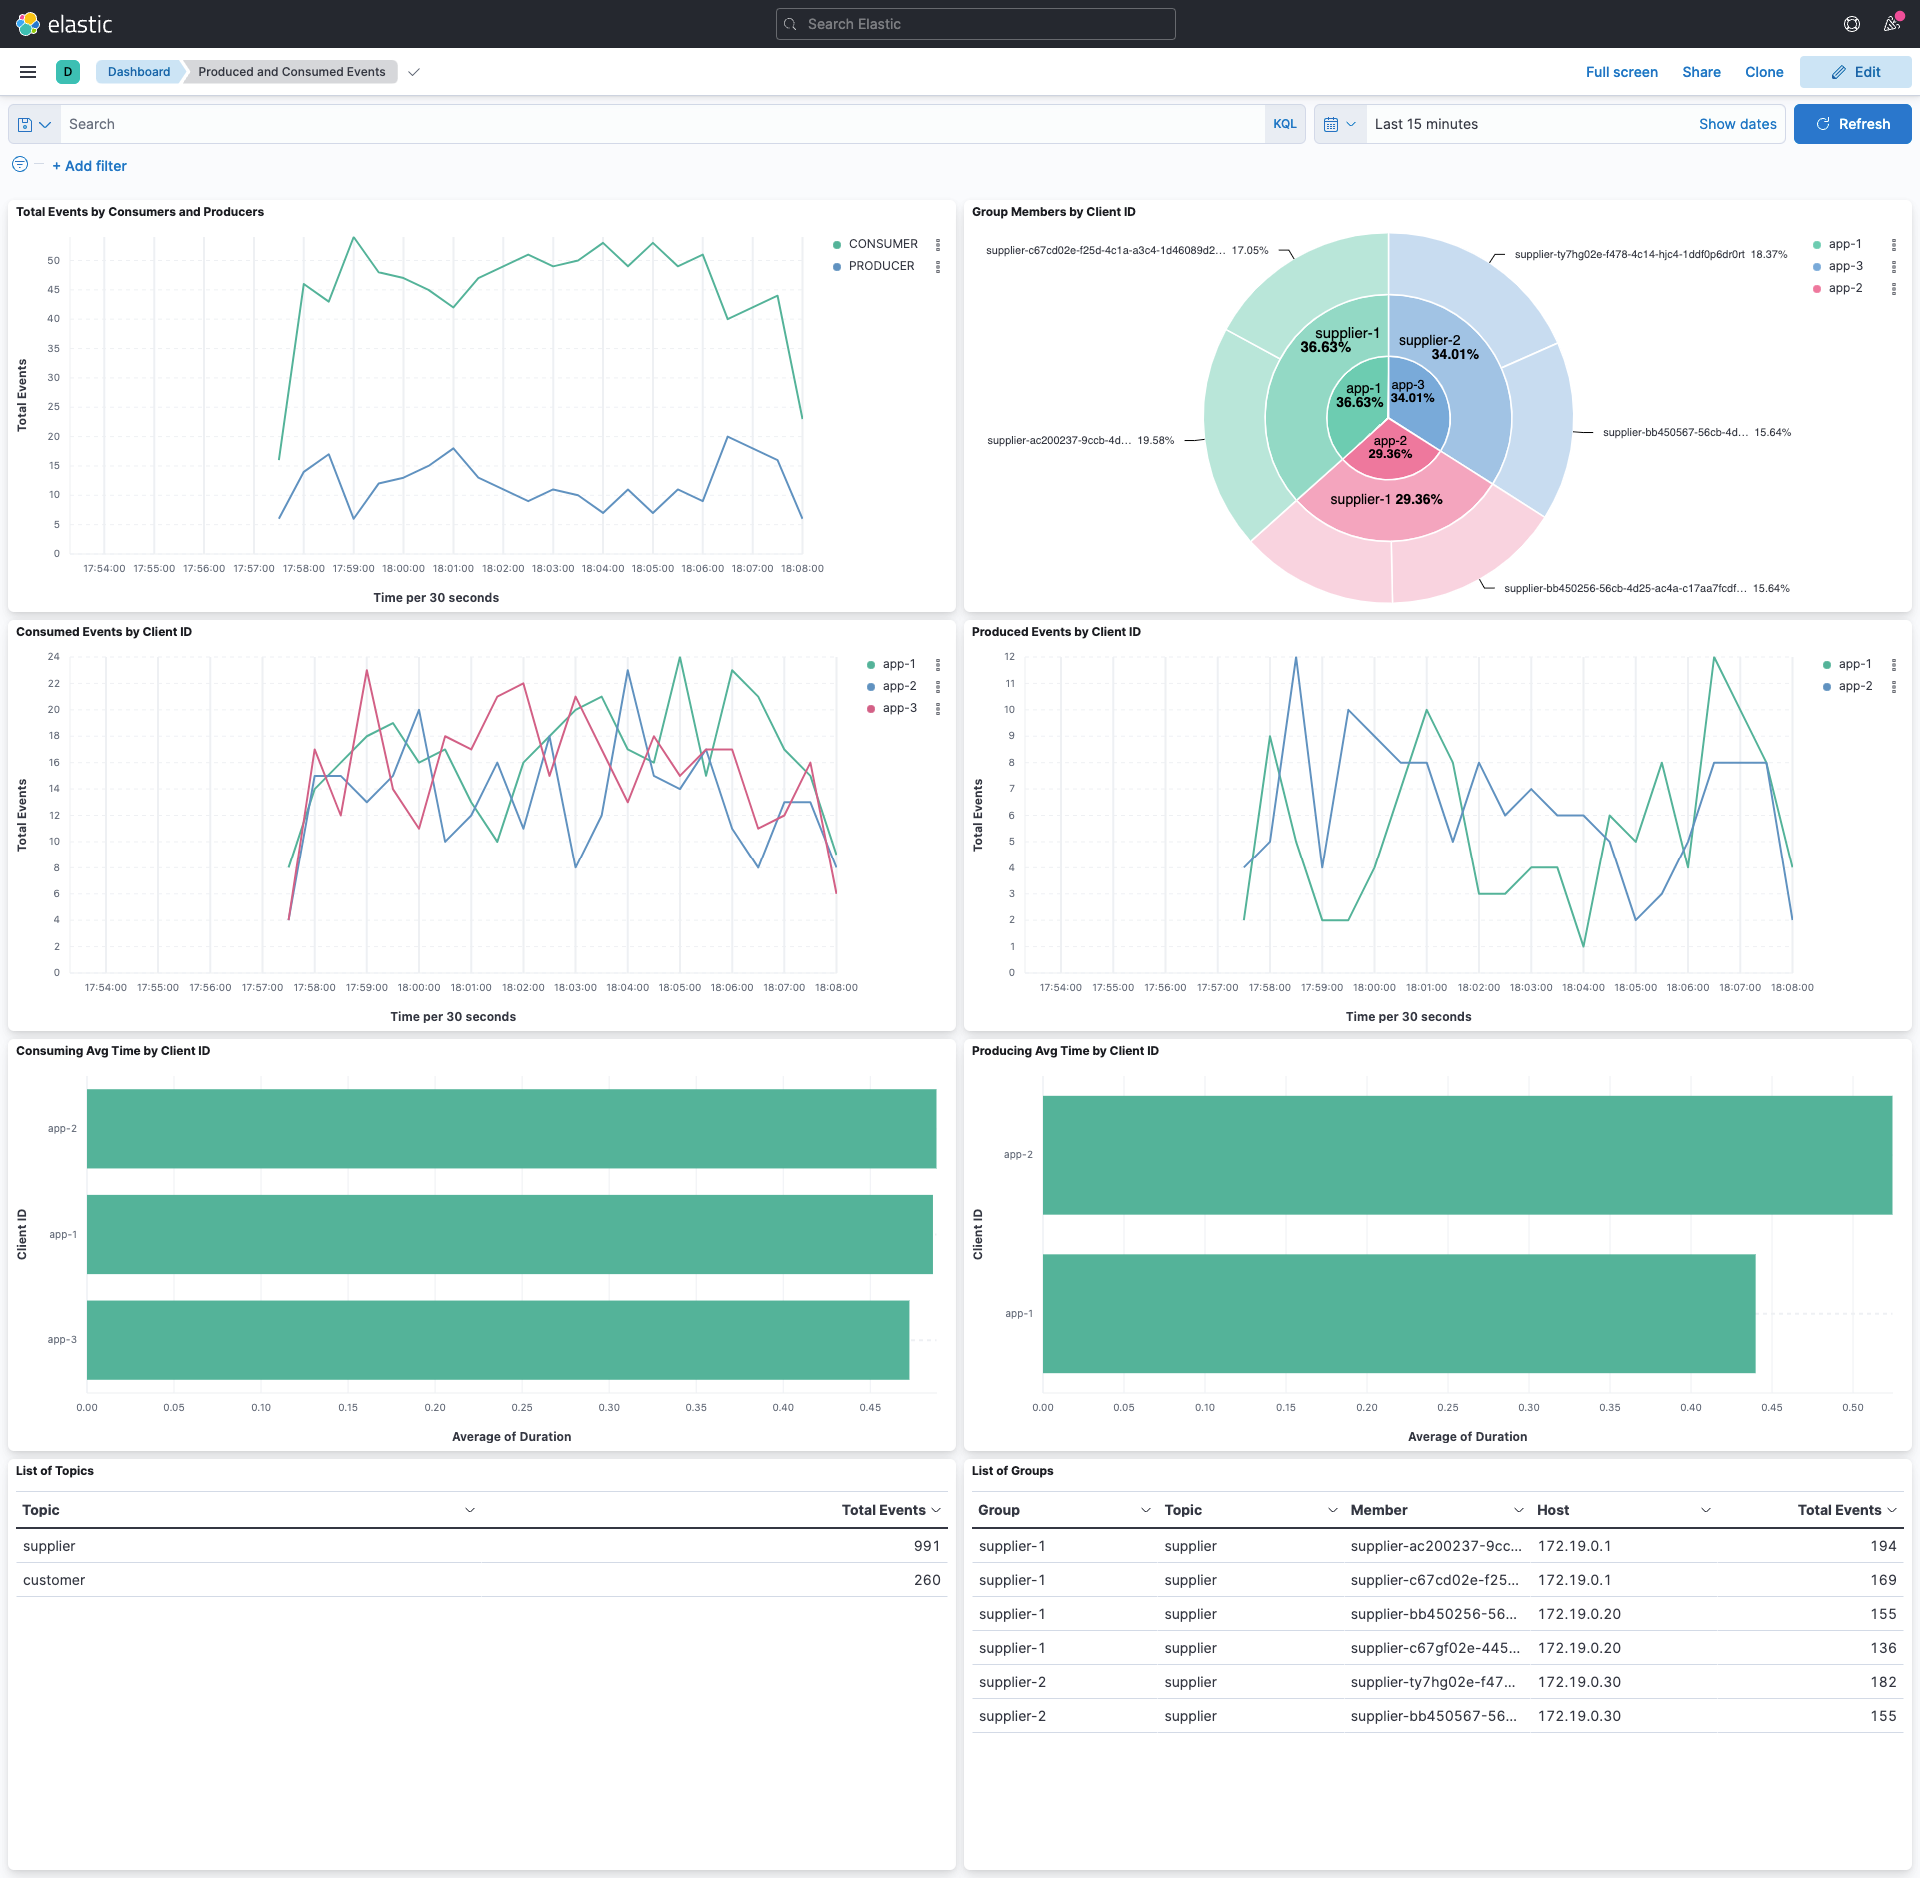 elastic
Search Elastic
D
Dashboard
Produced and Consumed Events
Full screen
Share
Clone
Edit
Search
KQL
Last 15 minutes
Show dates
Refresh
+ Add filter
Total Events by Consumers and Producers
Total Events
50
45
40
35
30
25
20
15
10
5
0
17:54:00 17:55:00 17:56:00 17:57:00 17:58:00 17:59:00 18:00:00 18:01:00 18:02:00 18:03:00 18:04:00 18:05:00 18:06:00 18:07:00 18:08:00
Time per 30 seconds
CONSUMER
PRODUCER
Group Members by Client ID
supplier-c67cd02e-f25d-4c1a-a3c4-1d46089d2... 17.05%
supplier-ty7hg02e-f478-4c14-hjc4-1ddf0p6dr0rt 18.37%
supplier-1
36.63%
supplier-2
34.01%
app-1
36.63%
app-3
34.01%
supplier-ac200237-9ccb-4d... 19.58%
supplier-bb450567-56cb-4d... 15.64%
app-2
29.36%
supplier-1 29.36%
supplier-bb450256-56cb-4d25-ac4a-c17aa7fcdf... 15.64%
app-1
app-3
app-2
Consumed Events by Client ID
Total Events
24
22
20
18
16
14
12
10
8
6
4
2
0
17:54:00 17:55:00 17:56:00 17:57:00 17:58:00 17:59:00 18:00:00 18:01:00 18:02:00 18:03:00 18:04:00 18:05:00 18:06:00 18:07:00 18:08:00
Time per 30 seconds
app-1
app-2
app-3
Produced Events by Client ID
Total Events
12
11
10
9
8
7
6
5
4
3
2
1
0
17:54:00 17:55:00 17:56:00 17:57:00 17:58:00 17:59:00 18:00:00 18:01:00 18:02:00 18:03:00 18:04:00 18:05:00 18:06:00 18:07:00 18:08:00
Time per 30 seconds
app-1
app-2
Consuming Avg Time by Client ID
Client ID
app-2
app-1
app-3
0.00 0.05 0.10 0.15 0.20 0.25 0.30 0.35 0.40 0.45
Average of Duration
Producing Avg Time by Client ID
Client ID
app-2
app-1
0.00 0.05 0.10 0.15 0.20 0.25 0.30 0.35 0.40 0.45 0.50
Average of Duration
List of Topics
Topic Total Events
supplier 991
customer 260
List of Groups
Group Topic Member Host Total Events
supplier-1 supplier supplier-ac200237-9cc... 172.19.0.1 194
supplier-1 supplier supplier-c67cd02e-f25... 172.19.0.1 169
supplier-1 supplier supplier-bb450256-56... 172.19.0.20 155
supplier-1 supplier supplier-c67gf02e-445... 172.19.0.20 136
supplier-2 supplier supplier-ty7hg02e-f47... 172.19.0.30 182
supplier-2 supplier supplier-bb450567-56... 172.19.0.30 155